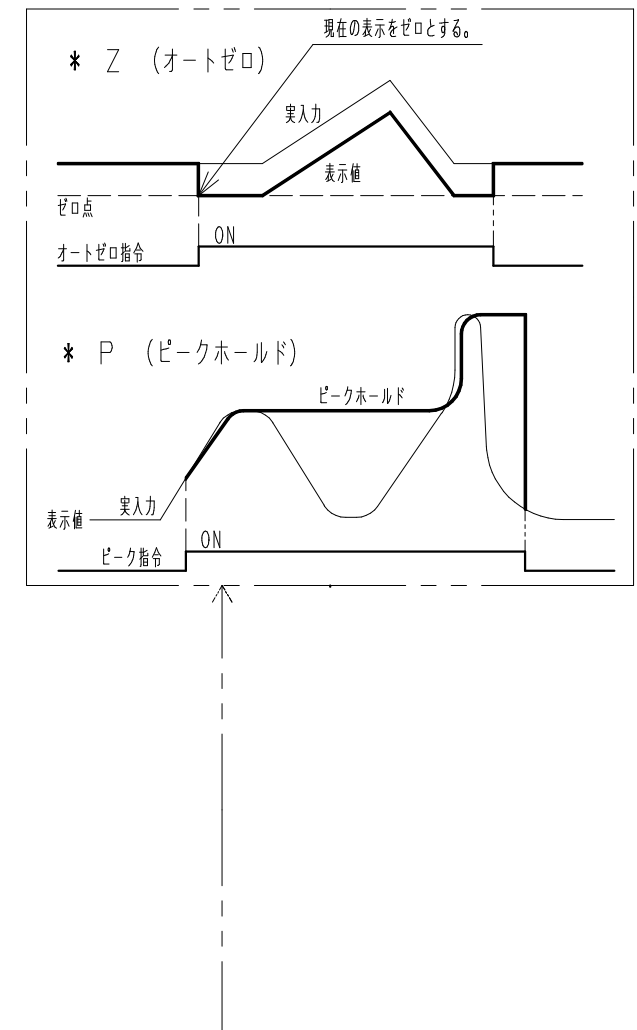 現在の表示をゼロとする。
* Z (オートゼロ)
実入力
表示値
ゼロ点
ON
オートゼロ指令
* P (ピークホールド)
ピークホールド
実入力
表示値
ON
ピーク指令